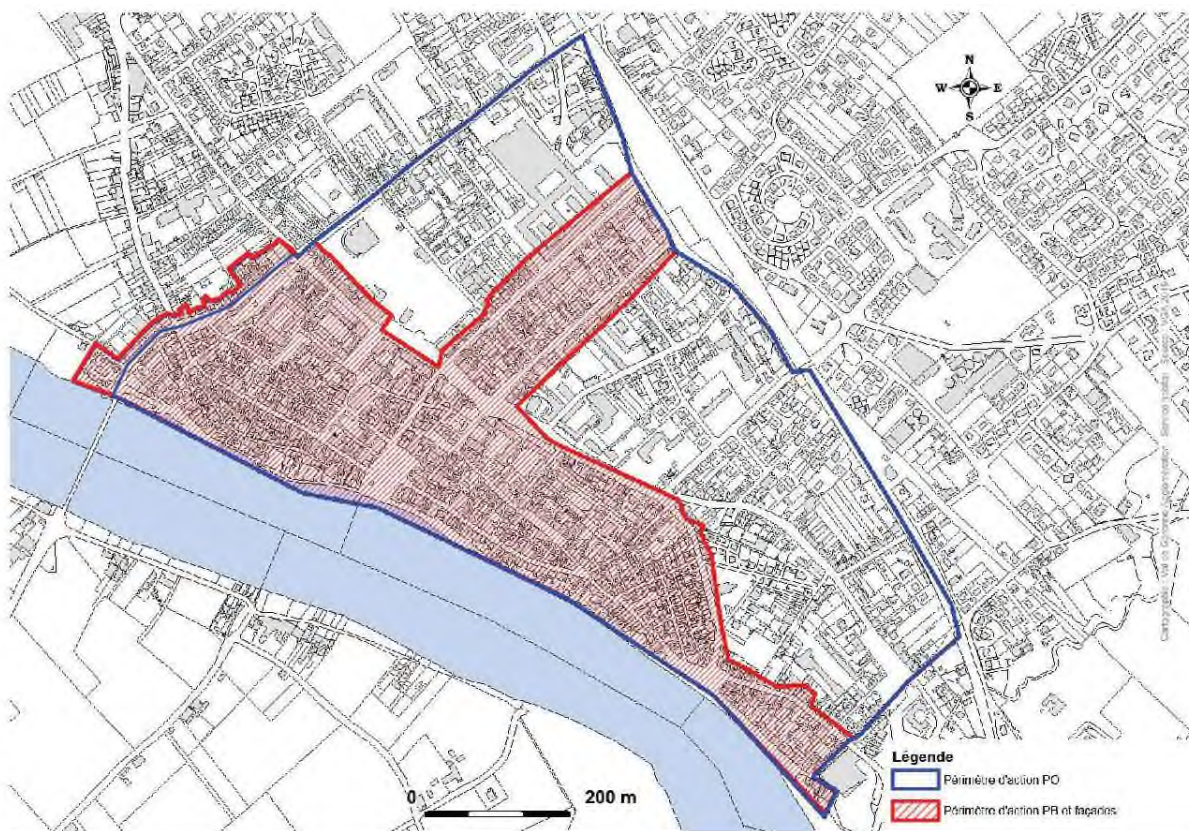 N
W E
S
Légende
Périmètre d'action PO
Périmètre d'action PB et façades
0 200 m